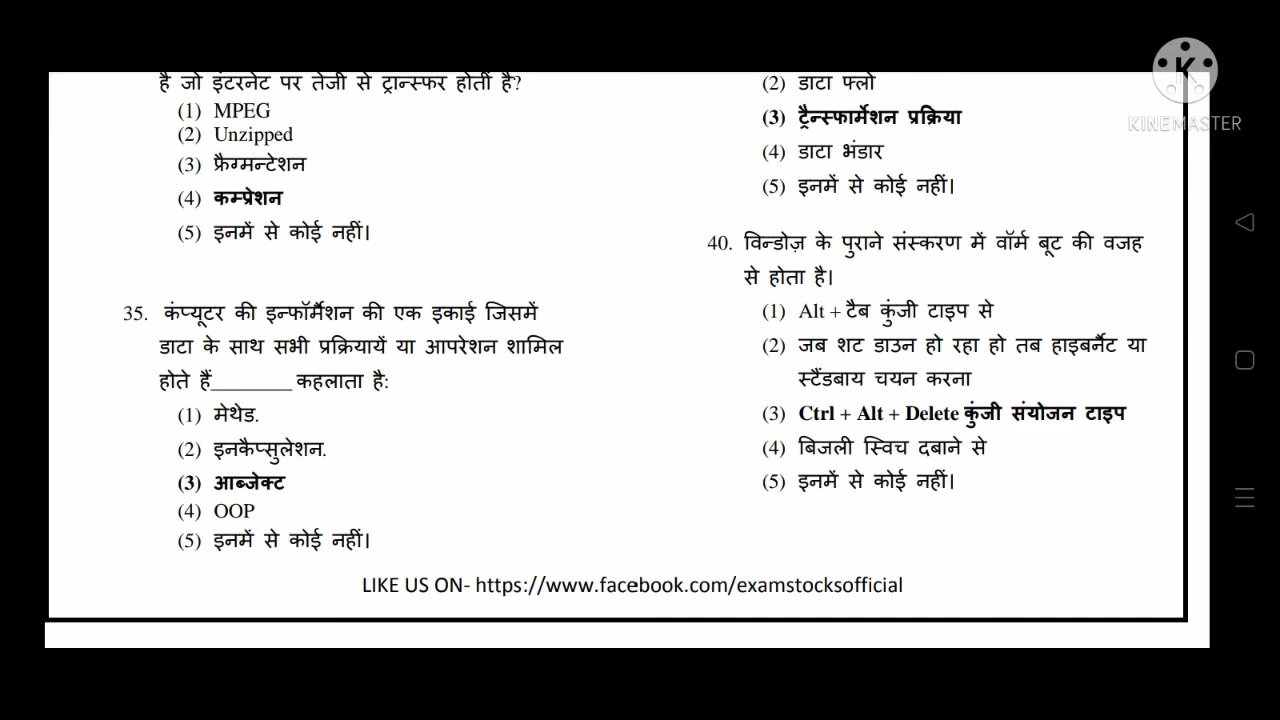 है जो इंटरनेट पर तेजी से ट्रान्स्फर होती है?
(1) MPEG
(2) Unzipped
(3) फ्रैग्मन्टेशन
(4) कम्प्रेशन
(5) इनमें से कोई नहीं।
35. कंप्यूटर की इन्फॉर्मैशन की एक इकाई जिसमें
डाटा के साथ सभी प्रक्रियायें या आपरेशन शामिल
होते हैं________ कहलाता है:
(1) मेथेड.
(2) इनकैप्सुलेशन.
(3) आब्जेक्ट
(4) OOP
(5) इनमें से कोई नहीं।
(2) डाटा फ्लो
(3) ट्रैन्स्फार्मेशन प्रक्रिया
(4) डाटा भंडार
(5) इनमें से कोई नहीं।
40. विन्डोज़ के पुराने संस्करण में वॉर्म बूट की वजह
से होता है।
(1) Alt + टैब कुंजी टाइप से
(2) जब शट डाउन हो रहा हो तब हाइबर्नैट या
स्टैंडबाय चयन करना
(3) Ctrl + Alt + Delete कुंजी संयोजन टाइप
(4) बिजली स्विच दबाने से
(5) इनमें से कोई नहीं।
LIKE US ON- https://www.facebook.com/examstocksofficial
K
KINEMASTER